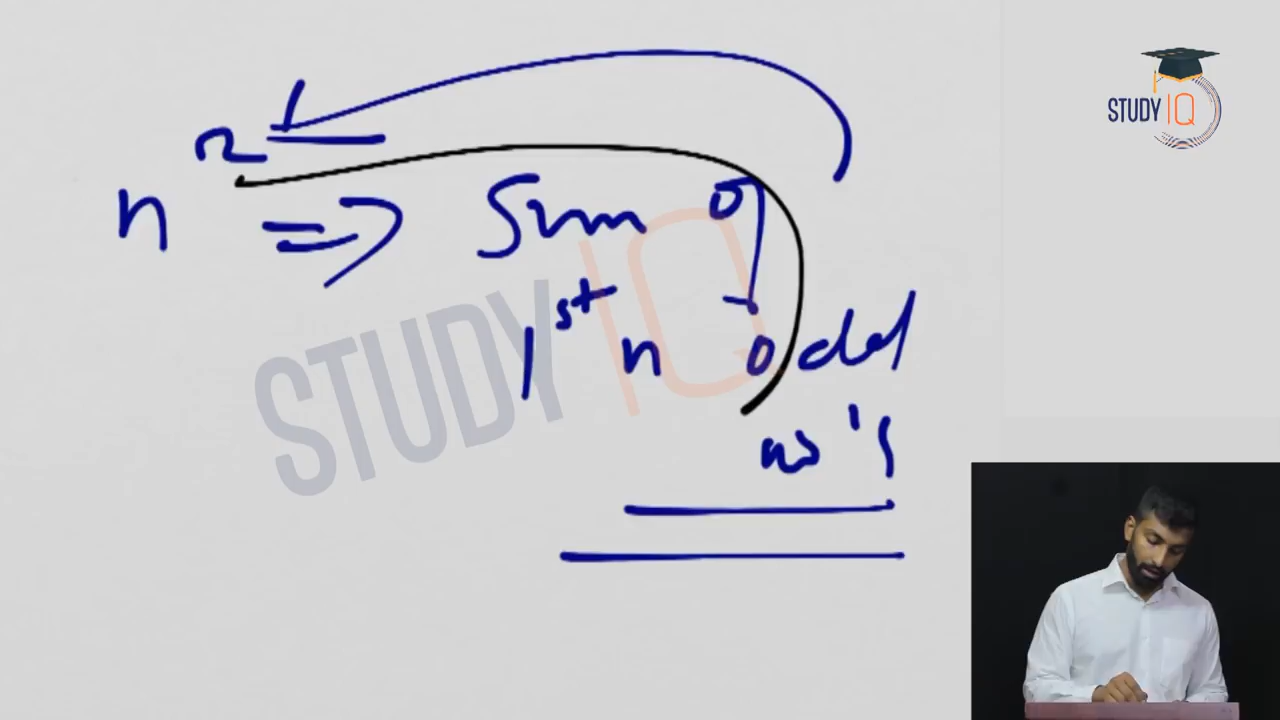 STUDY IQ
n² => Sum of
1st n odd
no's
STUDY IQ